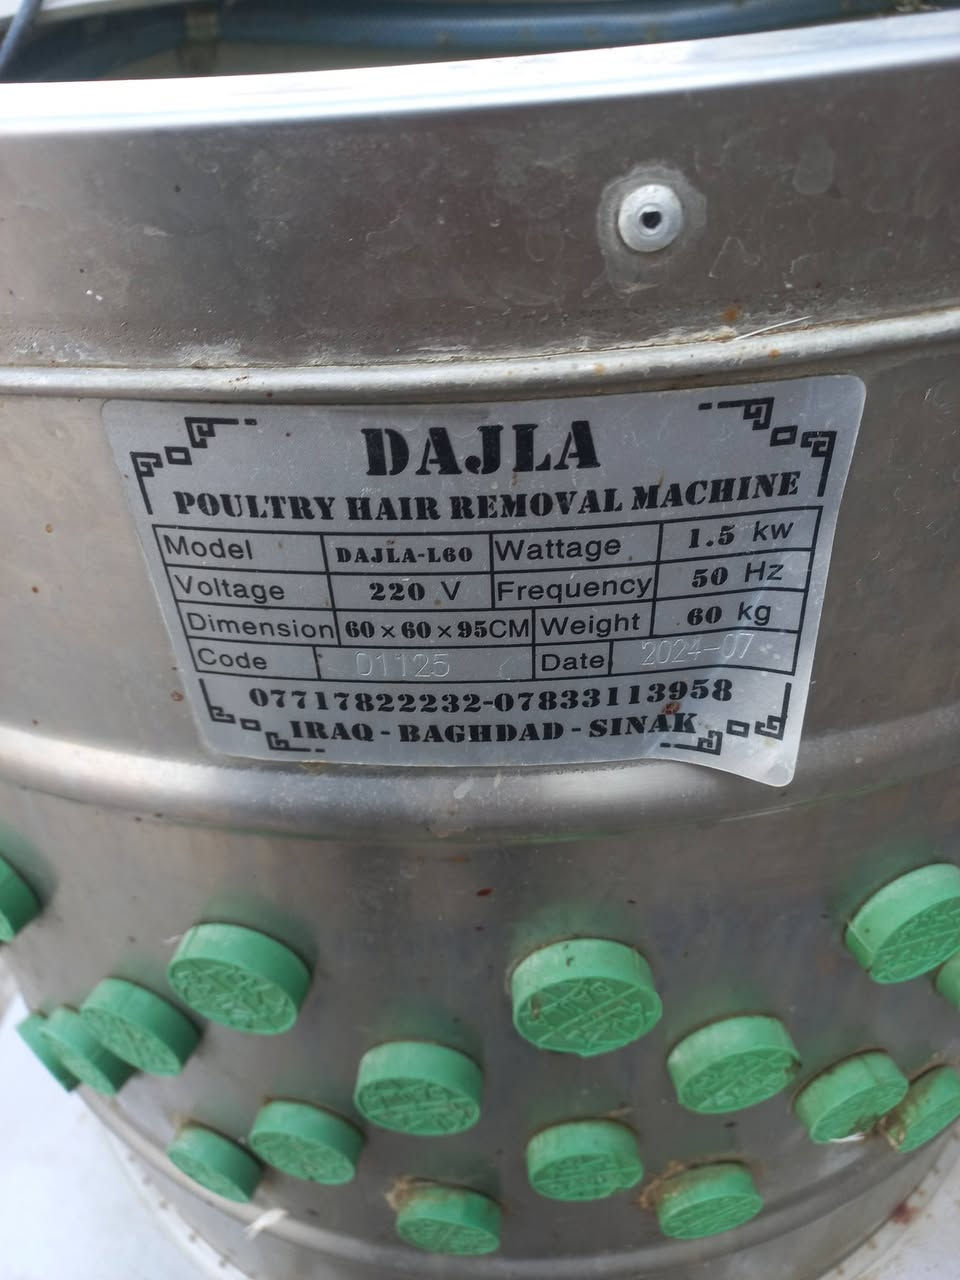 DAJLA
POULTRY HAIR REMOVAL MACHINE
Model DAJLA-L60 Wattage 1.5 kw
Voltage 220 V Frequency 50 Hz
Dimension 60×60×95CM Weight 60 kg
Code 01125 Date 2024-07
07717822232-07833113958
IRAQ - BAGHDAD - SINAK